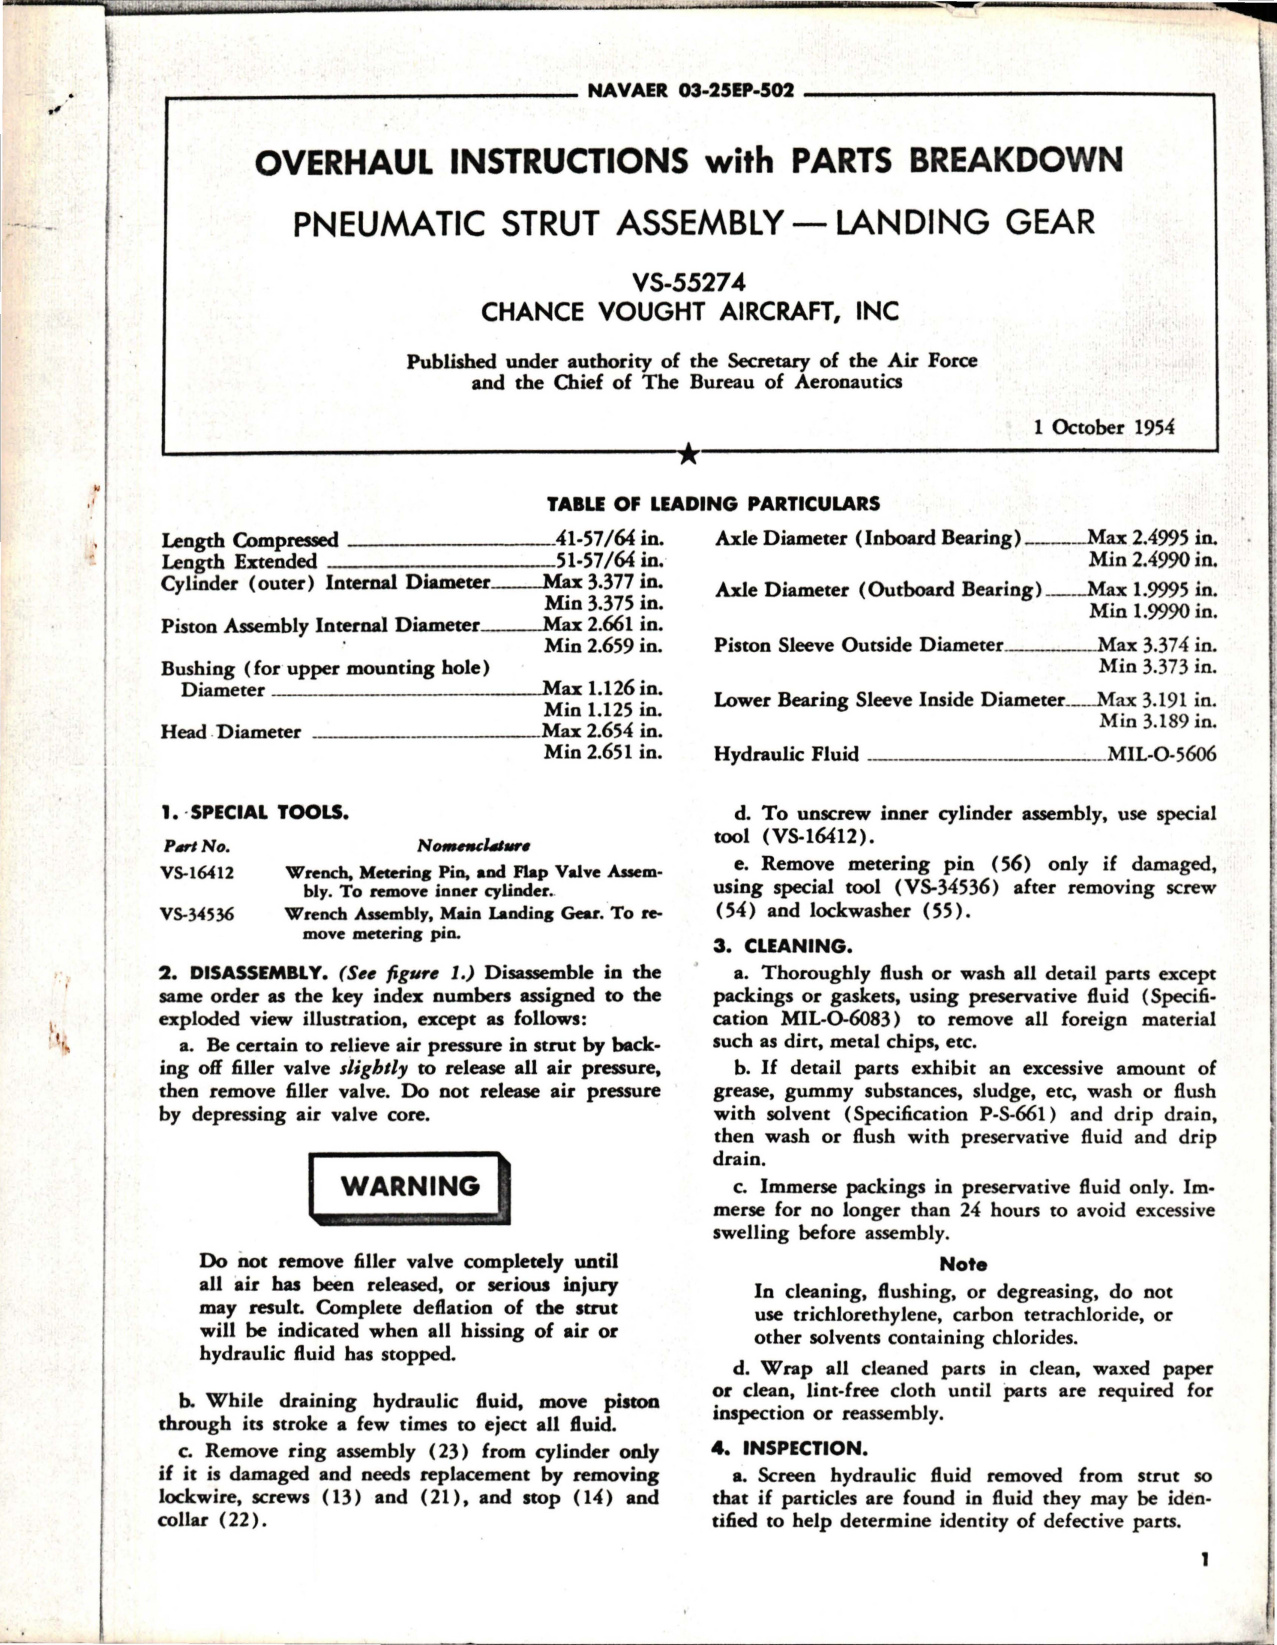 NAVAER 03-25EP-502
OVERHAUL INSTRUCTIONS with PARTS BREAKDOWN
PNEUMATIC STRUT ASSEMBLY — LANDING GEAR
VS-55274
CHANCE VOUGHT AIRCRAFT, INC
Published under authority of the Secretary of the Air Force
and the Chief of The Bureau of Aeronautics
1 October 1954
TABLE OF LEADING PARTICULARS
Length Compressed 41-57/64 in.
Length Extended 51-57/64 in.
Cylinder (outer) Internal Diameter Max 3.377 in.
Min 3.375 in.
Piston Assembly Internal Diameter Max 2.661 in.
Min 2.659 in.
Bushing (for upper mounting hole)
Diameter Max 1.126 in.
Min 1.125 in.
Head Diameter Max 2.654 in.
Min 2.651 in.
Axle Diameter (Inboard Bearing) Max 2.4995 in.
Min 2.4990 in.
Axle Diameter (Outboard Bearing) Max 1.9995 in.
Min 1.9990 in.
Piston Sleeve Outside Diameter Max 3.374 in.
Min 3.373 in.
Lower Bearing Sleeve Inside Diameter Max 3.191 in.
Min 3.189 in.
Hydraulic Fluid MIL-O-5606
1. SPECIAL TOOLS.
Part No. Nomenclature
VS-16412 Wrench, Metering Pin, and Flap Valve Assem-
bly. To remove inner cylinder.
VS-34536 Wrench Assembly, Main Landing Gear. To re-
move metering pin.
2. DISASSEMBLY. (See figure 1.) Disassemble in the
same order as the key index numbers assigned to the
exploded view illustration, except as follows:
a. Be certain to relieve air pressure in strut by back-
ing off filler valve slightly to release all air pressure,
then remove filler valve. Do not release air pressure
by depressing air valve core.
WARNING
Do not remove filler valve completely until
all air has been released, or serious injury
may result. Complete deflation of the strut
will be indicated when all hissing of air or
hydraulic fluid has stopped.
b. While draining hydraulic fluid, move piston
through its stroke a few times to eject all fluid.
c. Remove ring assembly (23) from cylinder only
if it is damaged and needs replacement by removing
lockwire, screws (13) and (21), and stop (14) and
collar (22).
d. To unscrew inner cylinder assembly, use special
tool (VS-16412).
e. Remove metering pin (56) only if damaged,
using special tool (VS-34536) after removing screw
(54) and lockwasher (55).
3. CLEANING.
a. Thoroughly flush or wash all detail parts except
packings or gaskets, using preservative fluid (Specifi-
cation MIL-O-6083) to remove all foreign material
such as dirt, metal chips, etc.
b. If detail parts exhibit an excessive amount of
grease, gummy substances, sludge, etc, wash or flush
with solvent (Specification P-S-661) and drip drain,
then wash or flush with preservative fluid and drip
drain.
c. Immerse packings in preservative fluid only. Im-
merse for no longer than 24 hours to avoid excessive
swelling before assembly.
Note
In cleaning, flushing, or degreasing, do not
use trichlorethylene, carbon tetrachloride, or
other solvents containing chlorides.
d. Wrap all cleaned parts in clean, waxed paper
or clean, lint-free cloth until parts are required for
inspection or reassembly.
4. INSPECTION.
a. Screen hydraulic fluid removed from strut so
that if particles are found in fluid they may be iden-
tified to help determine identity of defective parts.
1